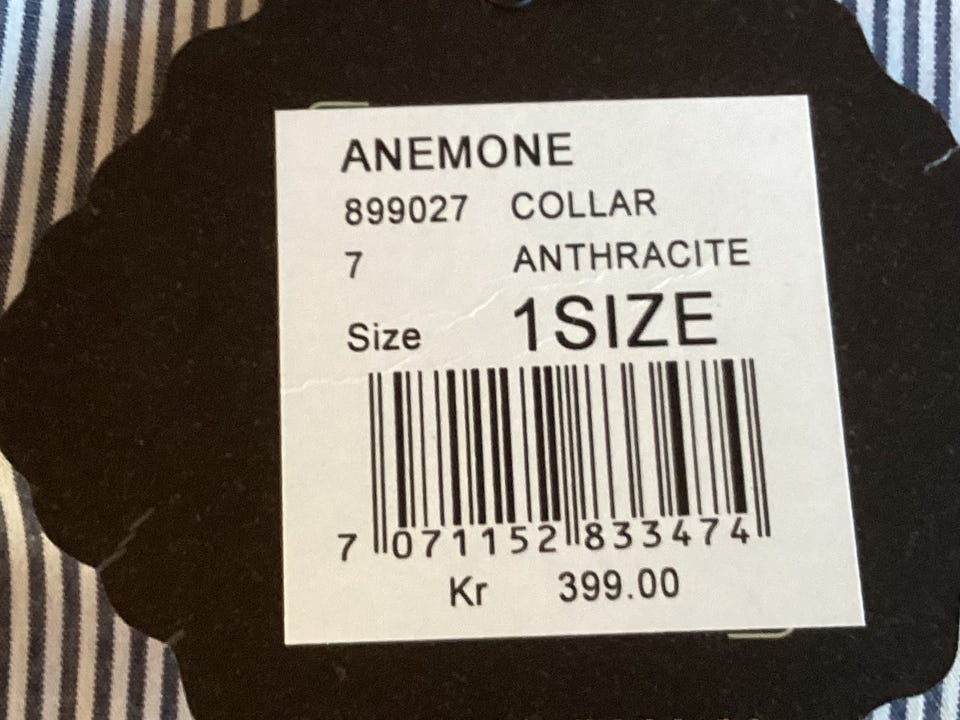 ANEMONE
899027 COLLAR
7 ANTHRACITE
Size 1SIZE
7 071152 833474
Kr 399.00